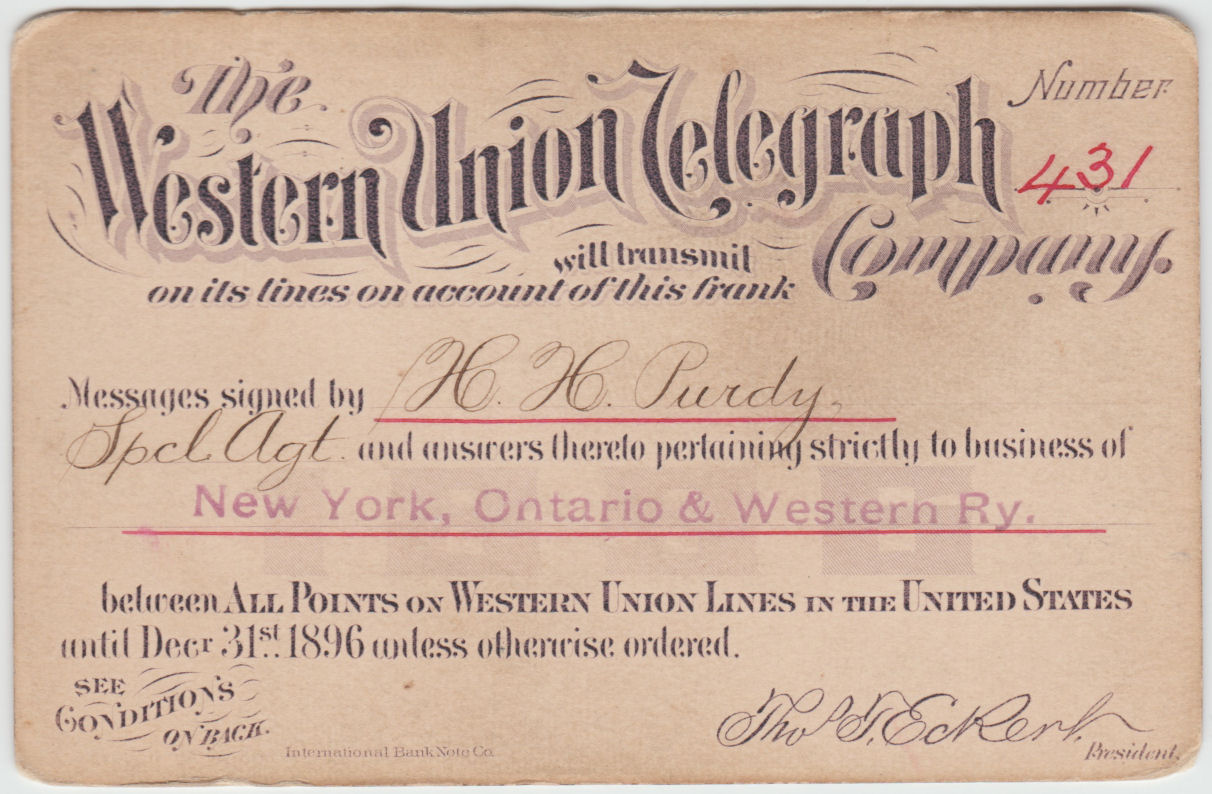 The
Western Union Telegraph
Company.
Number
431
will transmit
on its lines on account of this frank
Messages signed by H. H. Purdy,
Spcl. Agt. and answers thereto pertaining strictly to business of
New York, Ontario & Western Ry.
between ALL POINTS ON WESTERN UNION LINES IN THE UNITED STATES
until Decr 31st. 1896 unless otherwise ordered.
SEE
CONDITIONS
ON BACK.
International Bank Note Co.
Thos. T. Eckert.
President.